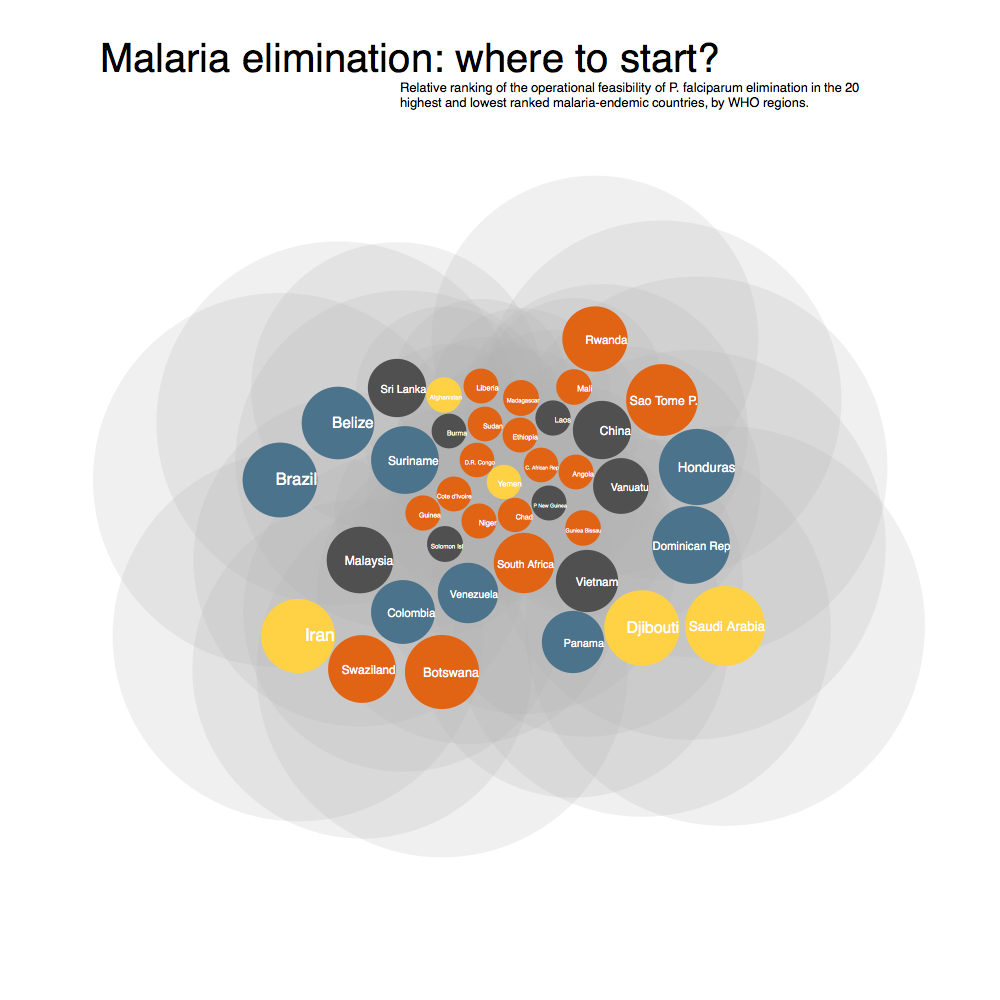 Malaria elimination: where to start?
Relative ranking of the operational feasibility of P. falciparum elimination in the 20
highest and lowest ranked malaria-endemic countries, by WHO regions.
Rwanda
Sri Lanka
Afghanistan
Liberia
Madagascar
Mali
Sao Tome P.
Belize
Burma
Sudan
Ethiopia
Laos
China
Brazil
Suriname
D.R. Congo
C. African Rep
Angola
Honduras
Yemen
Vanuatu
Cote d'Ivoire
P New Guinea
Guinea
Niger
Chad
Guniea Bissau
Solomon Isl
Dominican Rep
Malaysia
South Africa
Vietnam
Venezuela
Colombia
Iran
Panama
Djibouti
Saudi Arabia
Swaziland
Botswana